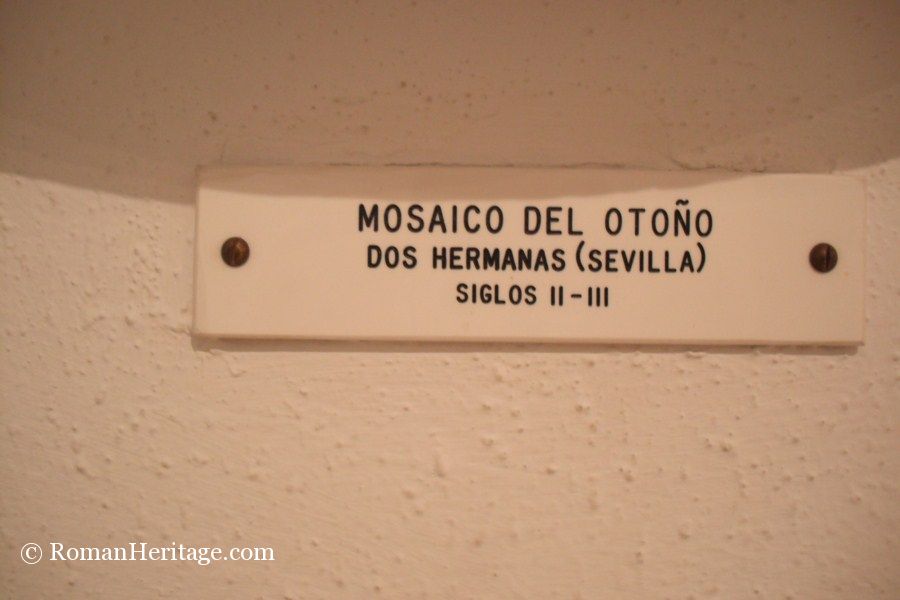 MOSAICO DEL OTOÑO
DOS HERMANAS (SEVILLA)
SIGLOS II-III
© RomanHeritage.com